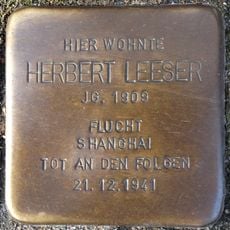 HIER WOHNTE
HERBERT LEESER
JG. 1909
FLUCHT
SHANGHAI
TOT AN DEN FOLGEN
21.12.1941